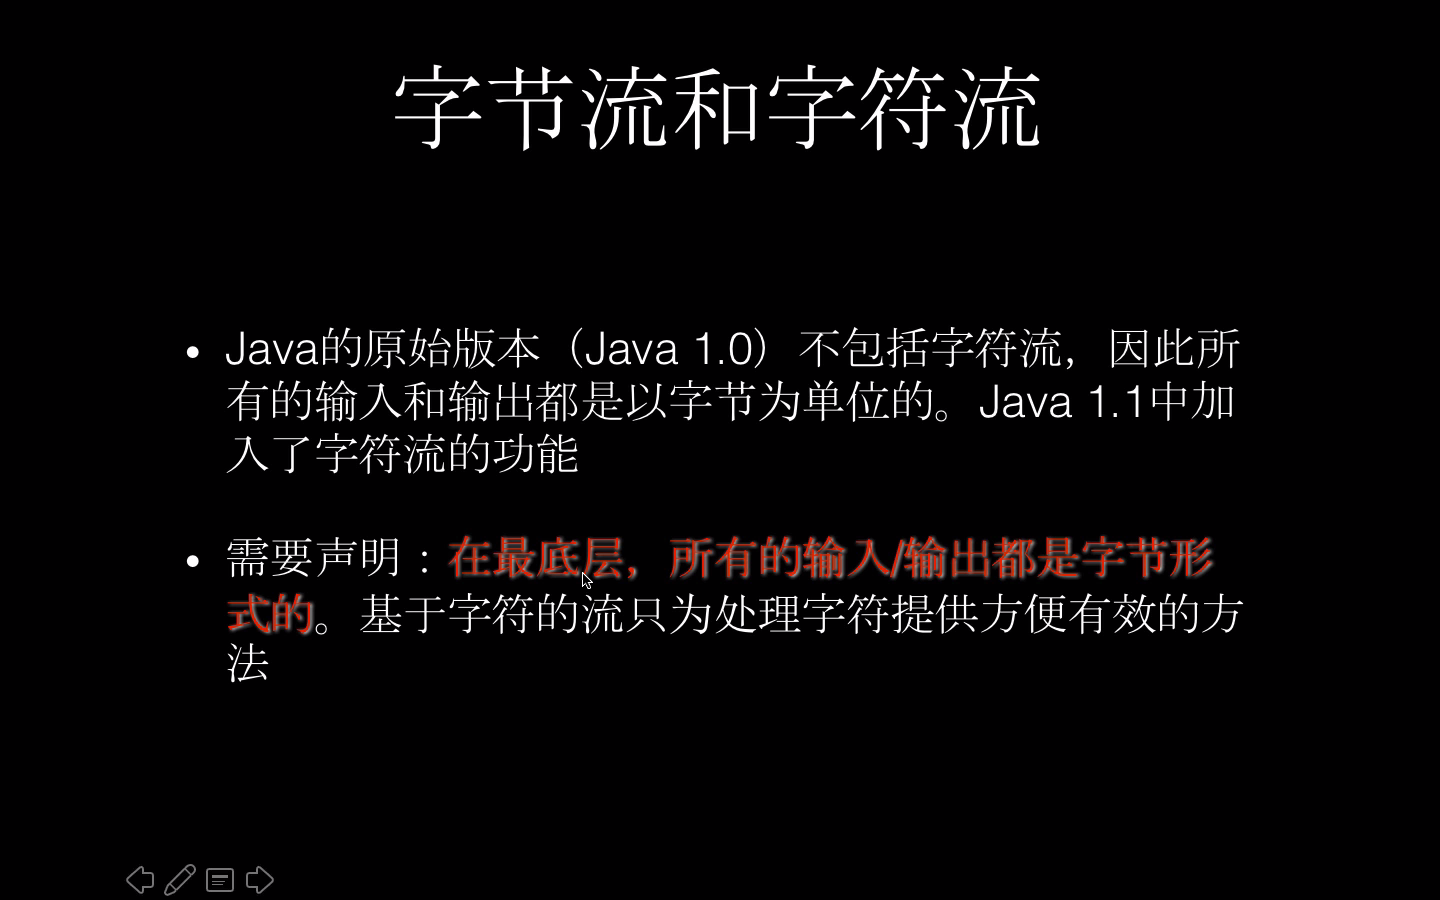 字节流和字符流
• Java的原始版本（Java 1.0）不包括字符流，因此所
有的输入和输出都是以字节为单位的。Java 1.1中加
入了字符流的功能
• 需要声明：在最底层，所有的输入/输出都是字节形
式的。基于字符的流只为处理字符提供方便有效的方
法